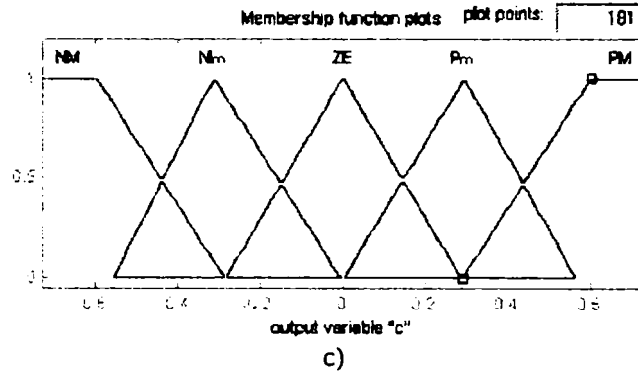 Membership function plots plot points: 181
NM Nm ZE Pm PM
1
0.5
0
0.6 0.4 0.2 0 0.2 0.4 0.6
output variable "c"
c)